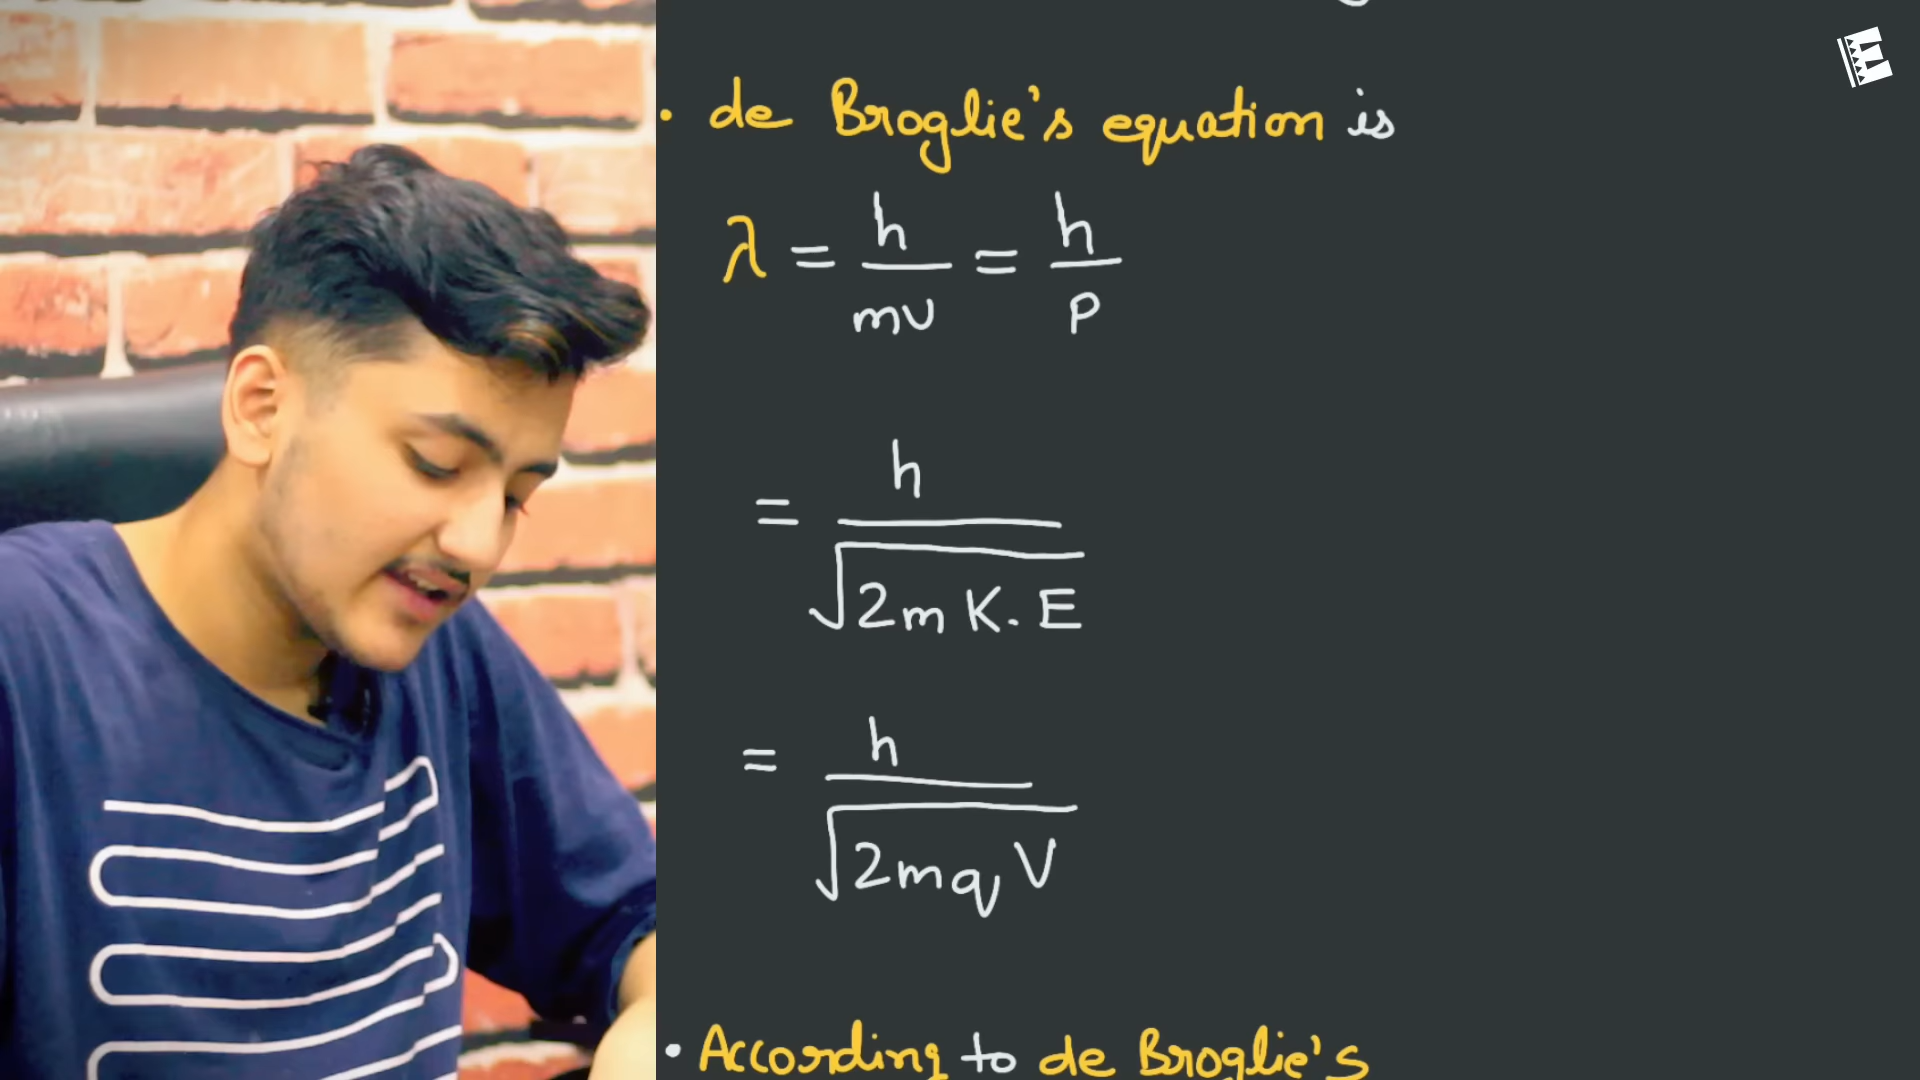 • de Broglie's equation is
λ = h/mv = h/p
= h/√2m K.E
= h/√2mqV
• According to de Broglie's
E